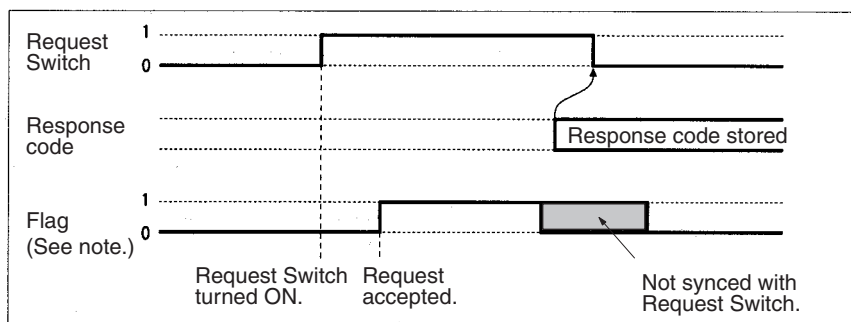 Request
Switch
1
0
Response
code
Response code stored
Flag
(See note.)
1
0
Request Switch
turned ON.
Request
accepted.
Not synced with
Request Switch.